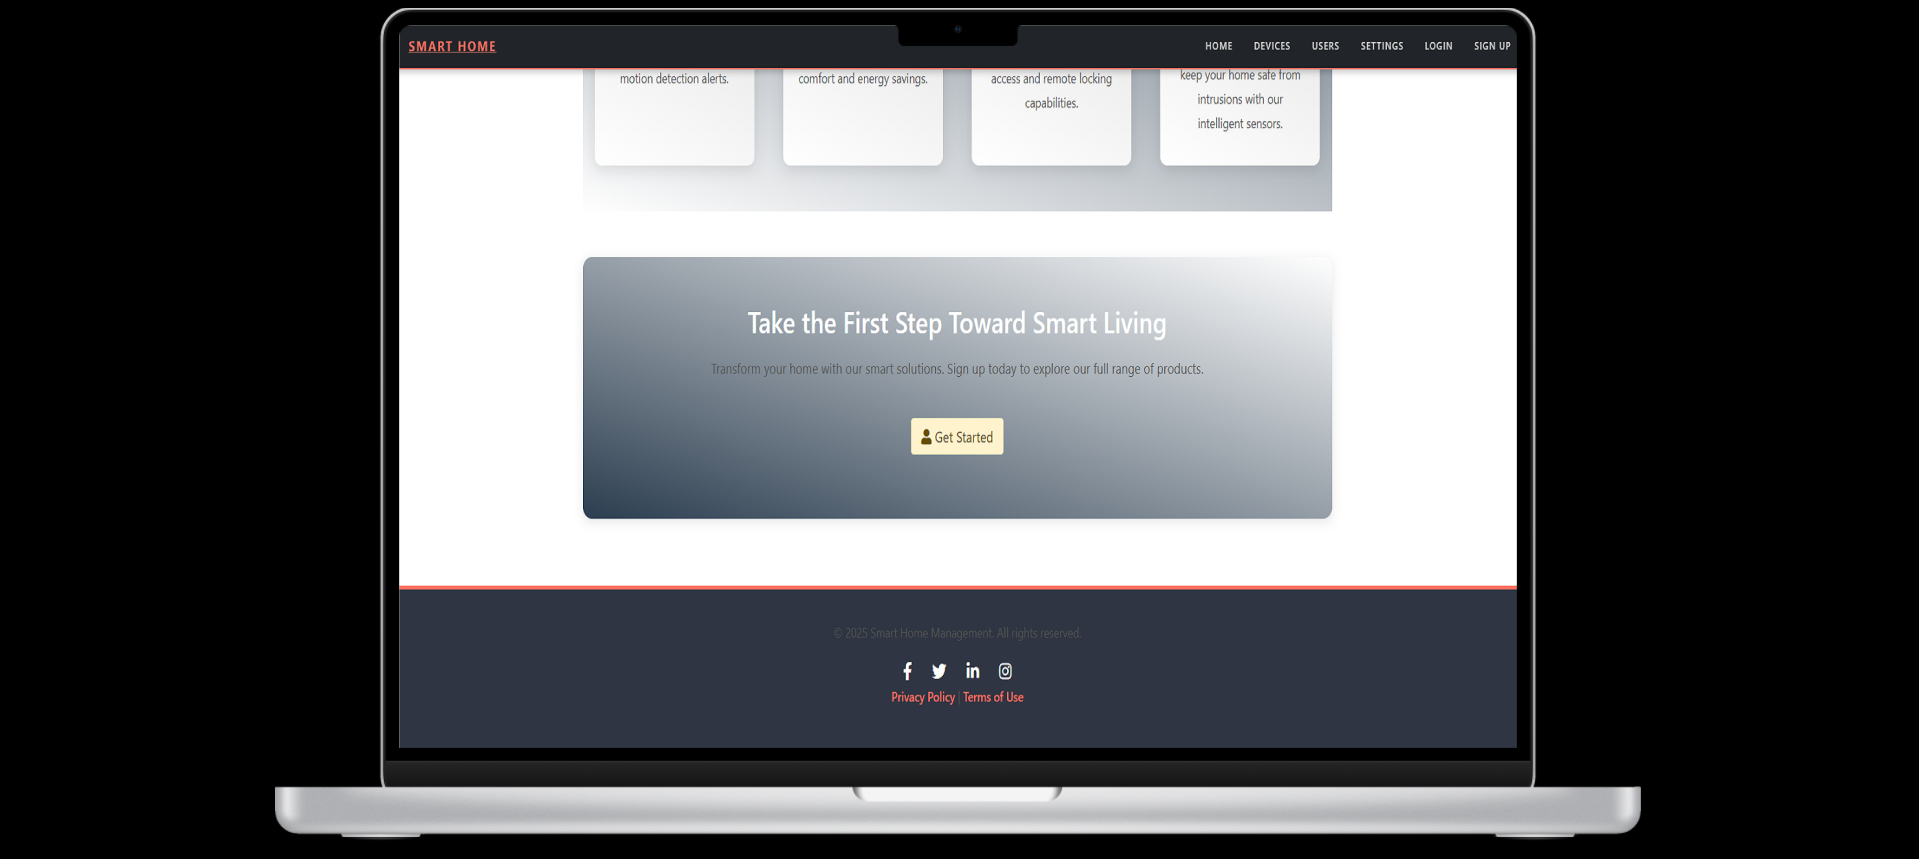 SMART HOME
HOME DEVICES USERS SETTINGS LOGIN SIGN UP
motion detection alerts.
comfort and energy savings.
access and remote locking
capabilities.
keep your home safe from
intrusions with our
intelligent sensors.
Take the First Step Toward Smart Living
Transform your home with our smart solutions. Sign up today to explore our full range of products.
Get Started
© 2025 Smart Home Management. All rights reserved.
Privacy Policy | Terms of Use